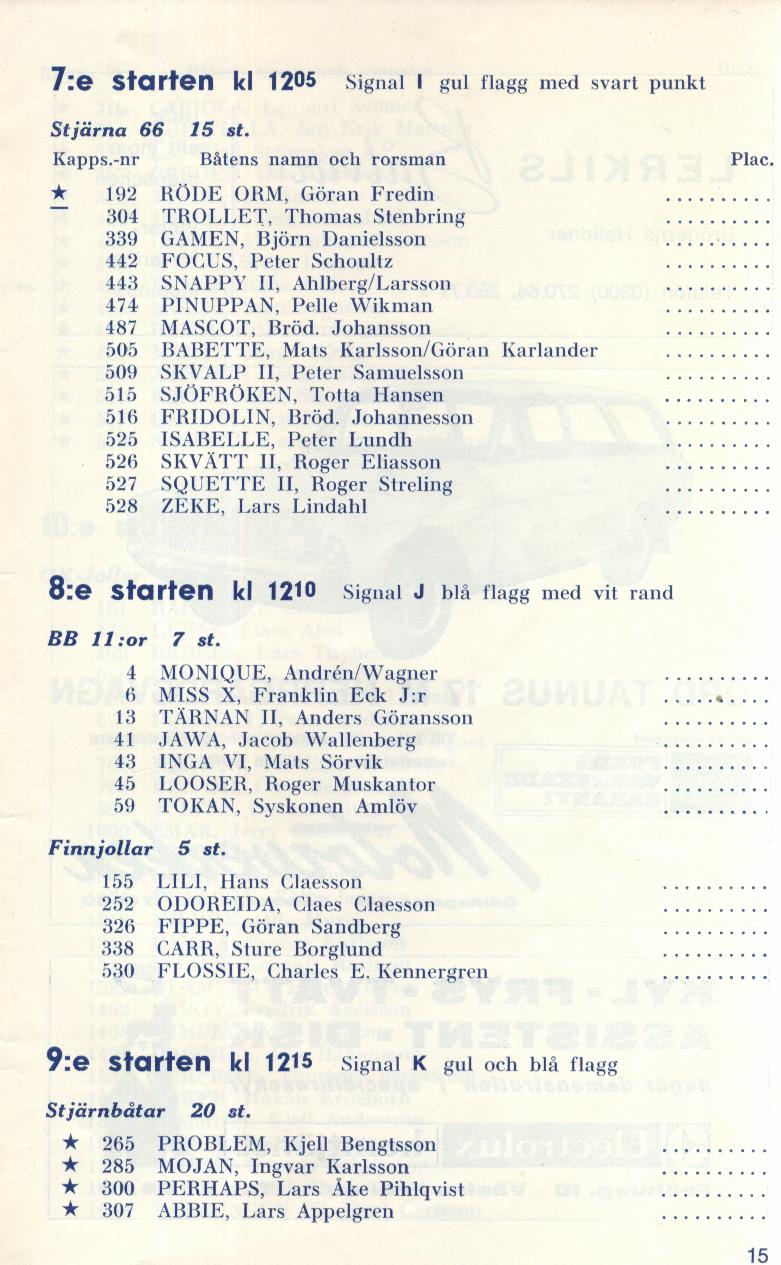 7:e starten kl 1205 Signal I gul flagg med svart punkt
Stjärna 66 15 st.
Kapps.-nr Båtens namn och rorsman Plac.
★ 192 RÖDE ORM, Göran Fredin ..........
304 TROLLET, Thomas Stenbring ..........
339 GAMEN, Björn Danielsson ..........
442 FOCUS, Peter Schoultz ..........
443 SNAPPY II, Ahlberg/Larsson ..........
474 PINUPPAN, Pelle Wikman ..........
487 MASCOT, Bröd. Johansson ..........
505 BABETTE, Mats Karlsson/Göran Karlander ..........
509 SKVALP II, Peter Samuelsson ..........
515 SJÖFRÖKEN, Totta Hansen ..........
516 FRIDOLIN, Bröd. Johannesson ..........
525 ISABELLE, Peter Lundh ..........
526 SKVÄTT II, Roger Eliasson ..........
527 SQUETTE II, Roger Streling ..........
528 ZEKE, Lars Lindahl ..........
8:e starten kl 1210 Signal J blå flagg med vit rand
BB 11:or 7 st.
4 MONIQUE, Andrén/Wagner ..........
6 MISS X, Franklin Eck J:r ..........
13 TÄRNAN II, Anders Göransson ..........
41 JAWA, Jacob Wallenberg ..........
43 INGA VI, Mats Sörvik ..........
45 LOOSER, Roger Muskantor ..........
59 TOKAN, Syskonen Amlöv ..........
Finnjollar 5 st.
155 LILI, Hans Claesson ..........
252 ODOREIDA, Claes Claesson ..........
326 FIPPE, Göran Sandberg ..........
338 CARR, Sture Borglund ..........
530 FLOSSIE, Charles E. Kennergren ..........
9:e starten kl 1215 Signal K gul och blå flagg
Stjärnbåtar 20 st.
★ 265 PROBLEM, Kjell Bengtsson ..........
★ 285 MOJAN, Ingvar Karlsson ..........
★ 300 PERHAPS, Lars Åke Pihlqvist ..........
★ 307 ABBIE, Lars Appelgren ..........
15